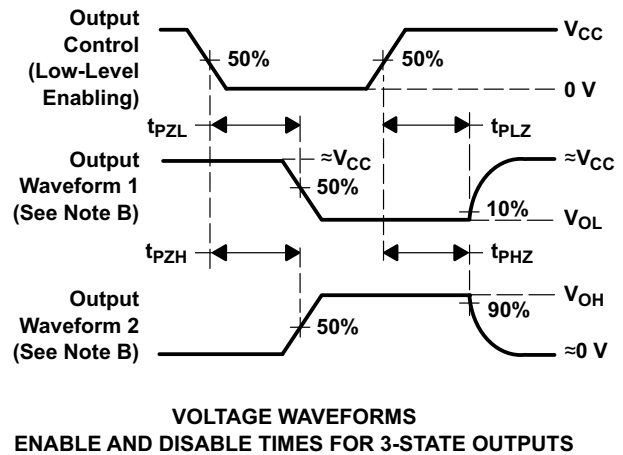 Output
Control
(Low-Level
Enabling)
50%
50%
VCC
0 V
tPZL
tPLZ
Output
Waveform 1
(See Note B)
≈VCC
50%
≈VCC
10%
VOL
tPZH
tPHZ
Output
Waveform 2
(See Note B)
50%
VOH
90%
≈0 V
VOLTAGE WAVEFORMS
ENABLE AND DISABLE TIMES FOR 3-STATE OUTPUTS